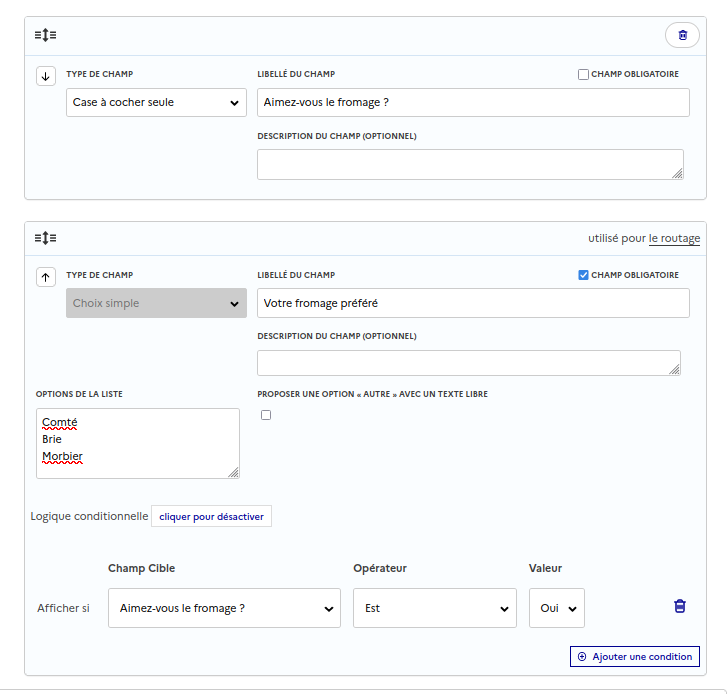 TYPE DE CHAMP
LIBELLÉ DU CHAMP
CHAMP OBLIGATOIRE
Case à cocher seule
Aimez-vous le fromage ?
DESCRIPTION DU CHAMP (OPTIONNEL)
utilisé pour le routage
TYPE DE CHAMP
LIBELLÉ DU CHAMP
CHAMP OBLIGATOIRE
Choix simple
Votre fromage préféré
DESCRIPTION DU CHAMP (OPTIONNEL)
OPTIONS DE LA LISTE
PROPOSER UNE OPTION « AUTRE » AVEC UN TEXTE LIBRE
Comté
Brie
Morbier
Logique conditionnelle cliquer pour désactiver
Champ Cible
Opérateur
Valeur
Afficher si
Aimez-vous le fromage ?
Est
Oui
Ajouter une condition